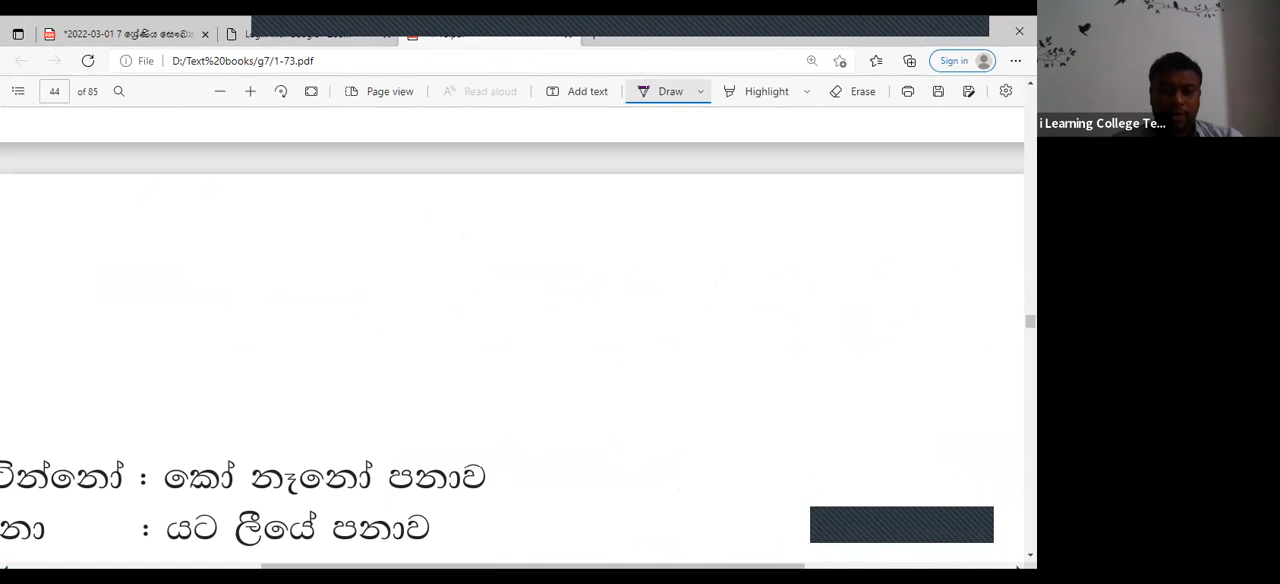 *2022-03-01 7 ශ්‍රේණිය සෞඛ්‍ය
File D:/Text%20books/g7/1-73.pdf Sign in
44 of 85 Page view Read aloud Add text Draw Highlight Erase
i Learning College Te...
ටින්නෝ : කෝ නෑනෝ පනාව
නා : යට ලීයේ පනාව